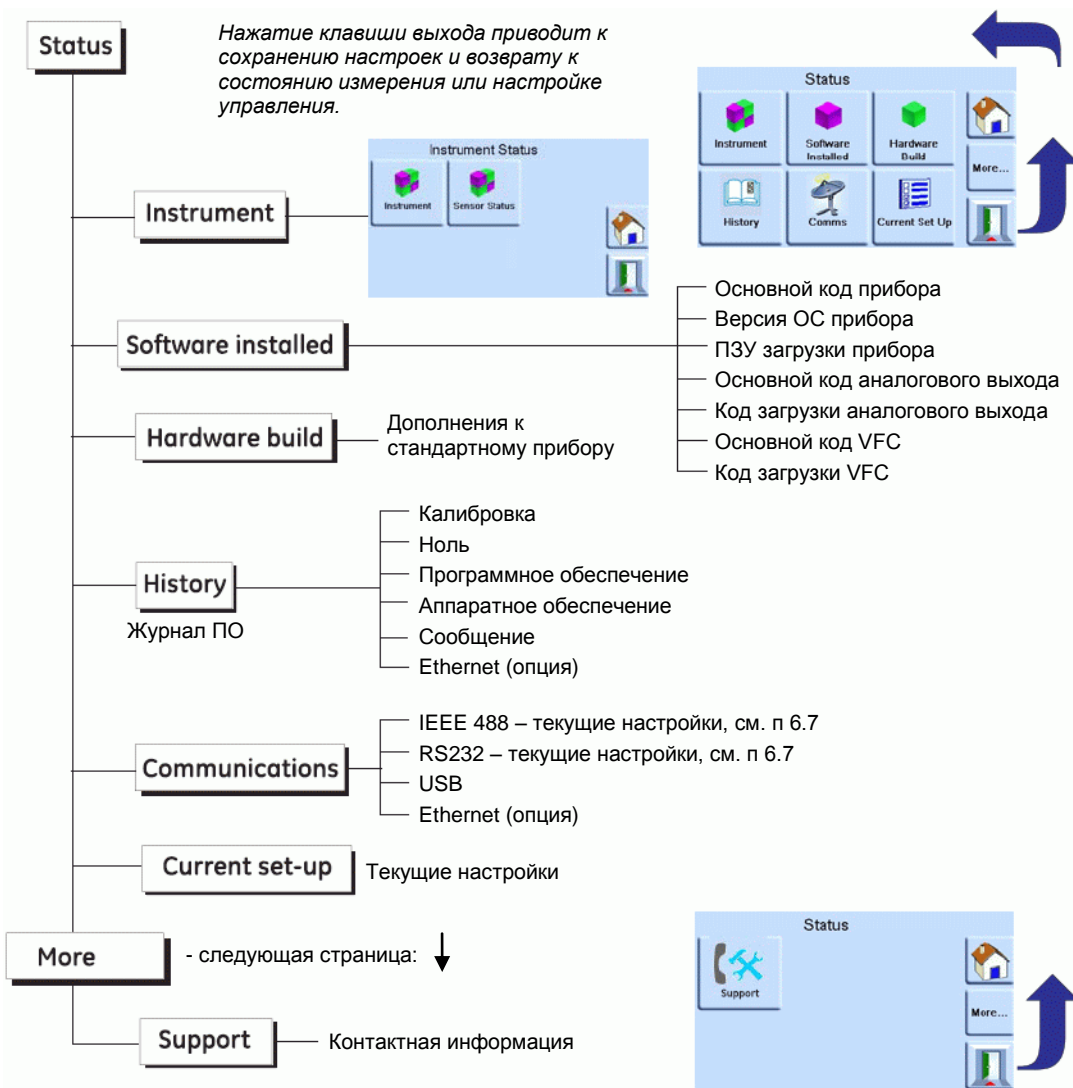 Status
Нажатие клавиши выхода приводит к
сохранению настроек и возврату к
состоянию измерения или настройке
управления.
Status
Instrument
Software
Installed
Hardware
Build
More...
History
Comms
Current Set Up
Instrument Status
Instrument
Sensor Status
Instrument
Software installed
Основной код прибора
Версия ОС прибора
ПЗУ загрузки прибора
Основной код аналогового выхода
Код загрузки аналогового выхода
Основной код VFC
Код загрузки VFC
Hardware build
Дополнения к
стандартному прибору
History
Журнал ПО
Калибровка
Ноль
Программное обеспечение
Аппаратное обеспечение
Сообщение
Ethernet (опция)
Communications
IEEE 488 – текущие настройки, см. п 6.7
RS232 – текущие настройки, см. п 6.7
USB
Ethernet (опция)
Current set-up
Текущие настройки
More
- следующая страница:
Status
Support
More...
Support
Контактная информация